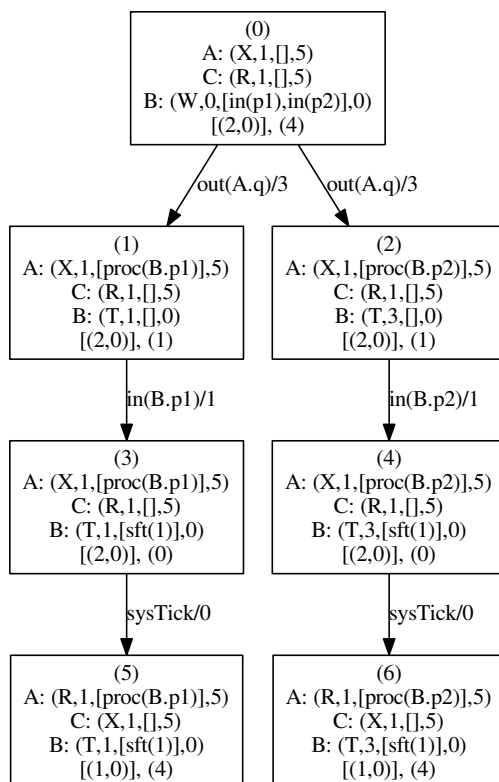 (0)
A: (X,1,[],5)
C: (R,1,[],5)
B: (W,0,[in(p1),in(p2)],0)
[(2,0)], (4)
out(A.q)/3
out(A.q)/3
(1)
A: (X,1,[proc(B.p1)],5)
C: (R,1,[],5)
B: (T,1,[],0)
[(2,0)], (1)
(2)
A: (X,1,[proc(B.p2)],5)
C: (R,1,[],5)
B: (T,3,[],0)
[(2,0)], (1)
in(B.p1)/1
in(B.p2)/1
(3)
A: (X,1,[proc(B.p1)],5)
C: (R,1,[],5)
B: (T,1,[sft(1)],0)
[(2,0)], (0)
(4)
A: (X,1,[proc(B.p2)],5)
C: (R,1,[],5)
B: (T,3,[sft(1)],0)
[(2,0)], (0)
sysTick/0
sysTick/0
(5)
A: (R,1,[proc(B.p1)],5)
C: (X,1,[],5)
B: (T,1,[sft(1)],0)
[(1,0)], (4)
(6)
A: (R,1,[proc(B.p2)],5)
C: (X,1,[],5)
B: (T,3,[sft(1)],0)
[(1,0)], (4)